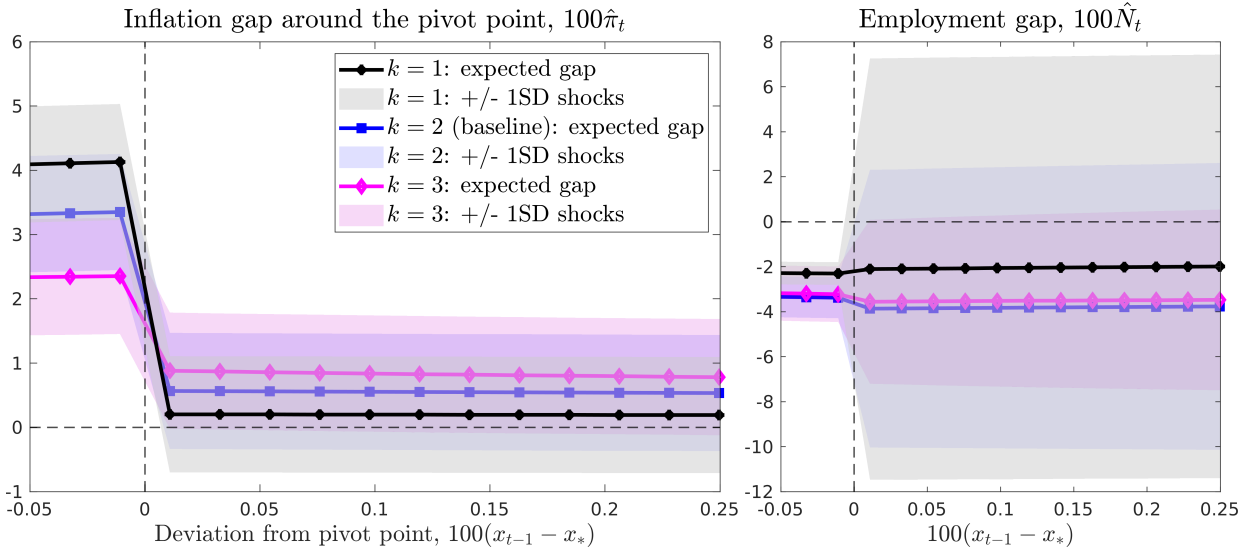 Inflation gap around the pivot point, 100π̂ₜ
6
5
4
3
2
1
0
-1
k = 1: expected gap
k = 1: +/- 1SD shocks
k = 2 (baseline): expected gap
k = 2: +/- 1SD shocks
k = 3: expected gap
k = 3: +/- 1SD shocks
-0.05 0 0.05 0.1 0.15 0.2 0.25
Deviation from pivot point, 100(xₜ₋₁ − x∗)
Employment gap, 100N̂ₜ
8
6
4
2
0
-2
-4
-6
-8
-10
-12
-0.05 0 0.05 0.1 0.15 0.2 0.25
100(xₜ₋₁ − x∗)